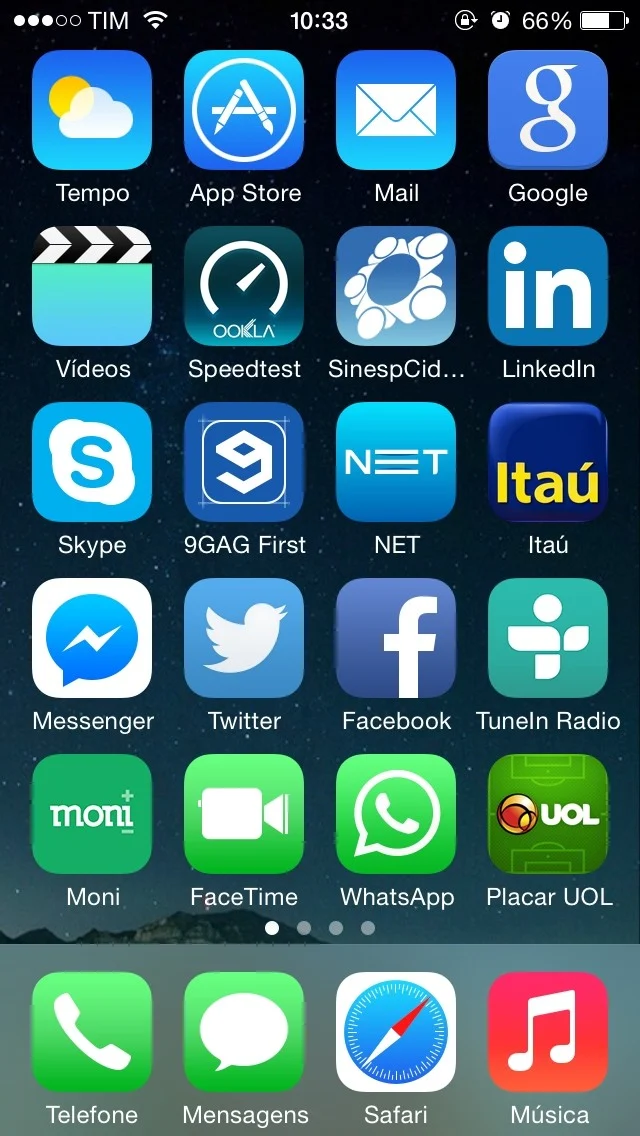 TIM 10:33 66%
g
Tempo App Store Mail Google
OOKLA in
Vídeos Speedtest SinespCid... LinkedIn
S 9 NET Itaú
Skype 9GAG First NET Itaú
f
Messenger Twitter Facebook TuneIn Radio
moni UOL
Moni FaceTime WhatsApp Placar UOL
Telefone Mensagens Safari Música